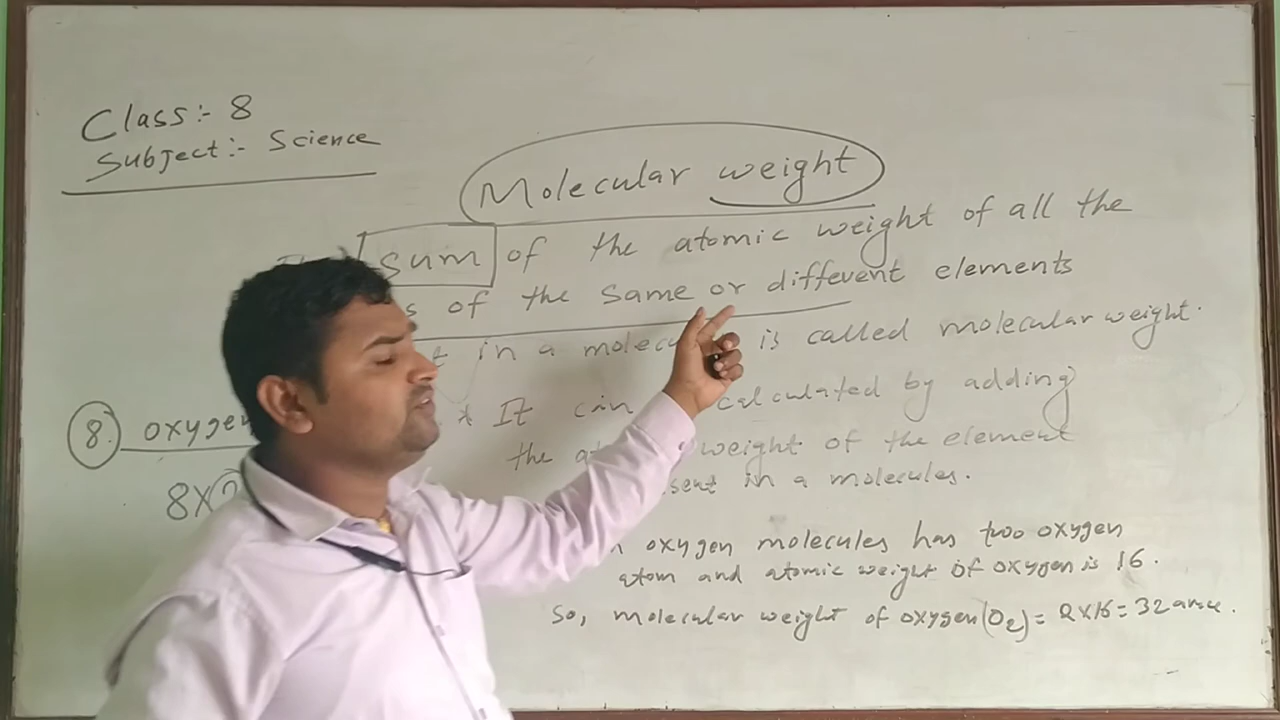 Class:- 8
Subject:- Science
Molecular weight
sum of the atomic weight of all the
of the same or different elements
in a is called molecular weight.
8. oxygen
* It can calculated by adding
the weight of the element
in a molecules.
8X
oxygen molecules has two oxygen
atom and atomic weight of oxygen is 16.
So, molecular weight of oxygen (O2) = 2X16 = 32 amu.